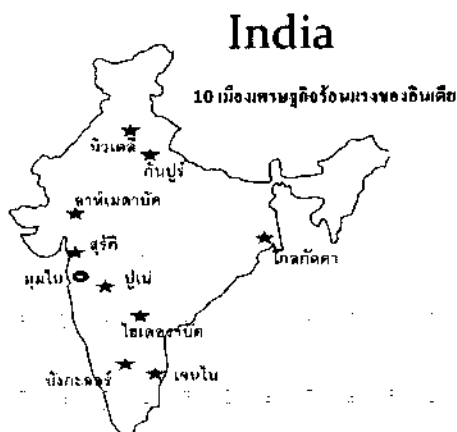 India
10 เมืองเศรษฐกิจร้อนแรงของอินเดีย
นิวเดลี
กันปูร์
อาห์เมดาบัด
สุรัต
โกลกัตตา
มุมไบ
ปูเน่
ไฮเดอราบัด
บังกะลอร์
เจนไน